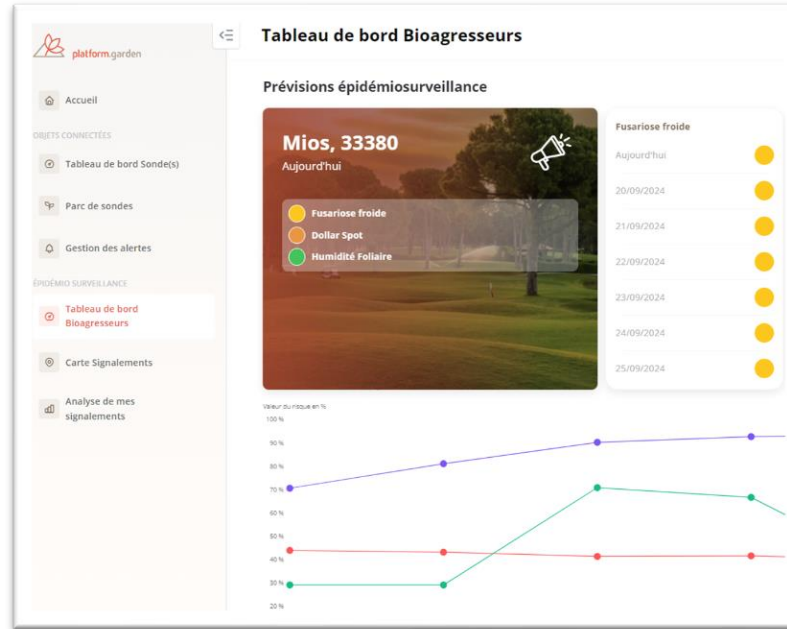 platform.garden
Accueil
OBJETS CONNECTÉES
Tableau de bord Sonde(s)
Parc de sondes
Gestion des alertes
ÉPIDÉMIO SURVEILLANCE
Tableau de bord
Bioagresseurs
Carte Signalements
Analyse de mes
signalements
Tableau de bord Bioagresseurs
Prévisions épidémiosurveillance
Mios, 33380
Aujourd'hui
Fusariose froide
Dollar Spot
Humidité Foliaire
Fusariose froide
Aujourd'hui
20/09/2024
21/09/2024
22/09/2024
23/09/2024
24/09/2024
25/09/2024
Valeur du risque en %
100 %
90 %
80 %
70 %
60 %
50 %
40 %
30 %
20 %